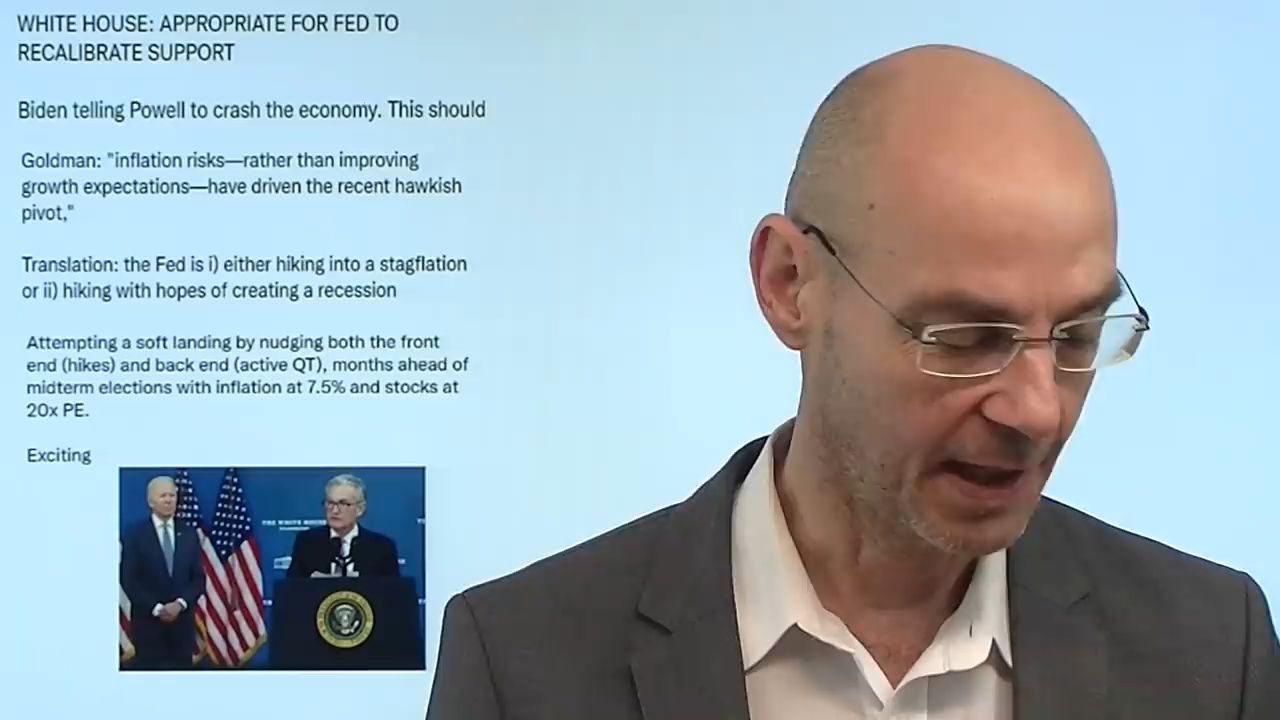 WHITE HOUSE: APPROPRIATE FOR FED TO
RECALIBRATE SUPPORT
Biden telling Powell to crash the economy. This should
Goldman: "inflation risks—rather than improving
growth expectations—have driven the recent hawkish
pivot,"
Translation: the Fed is i) either hiking into a stagflation
or ii) hiking with hopes of creating a recession
Attempting a soft landing by nudging both the front
end (hikes) and back end (active QT), months ahead of
midterm elections with inflation at 7.5% and stocks at
20x PE.
Exciting
THE WHITE HOUSE